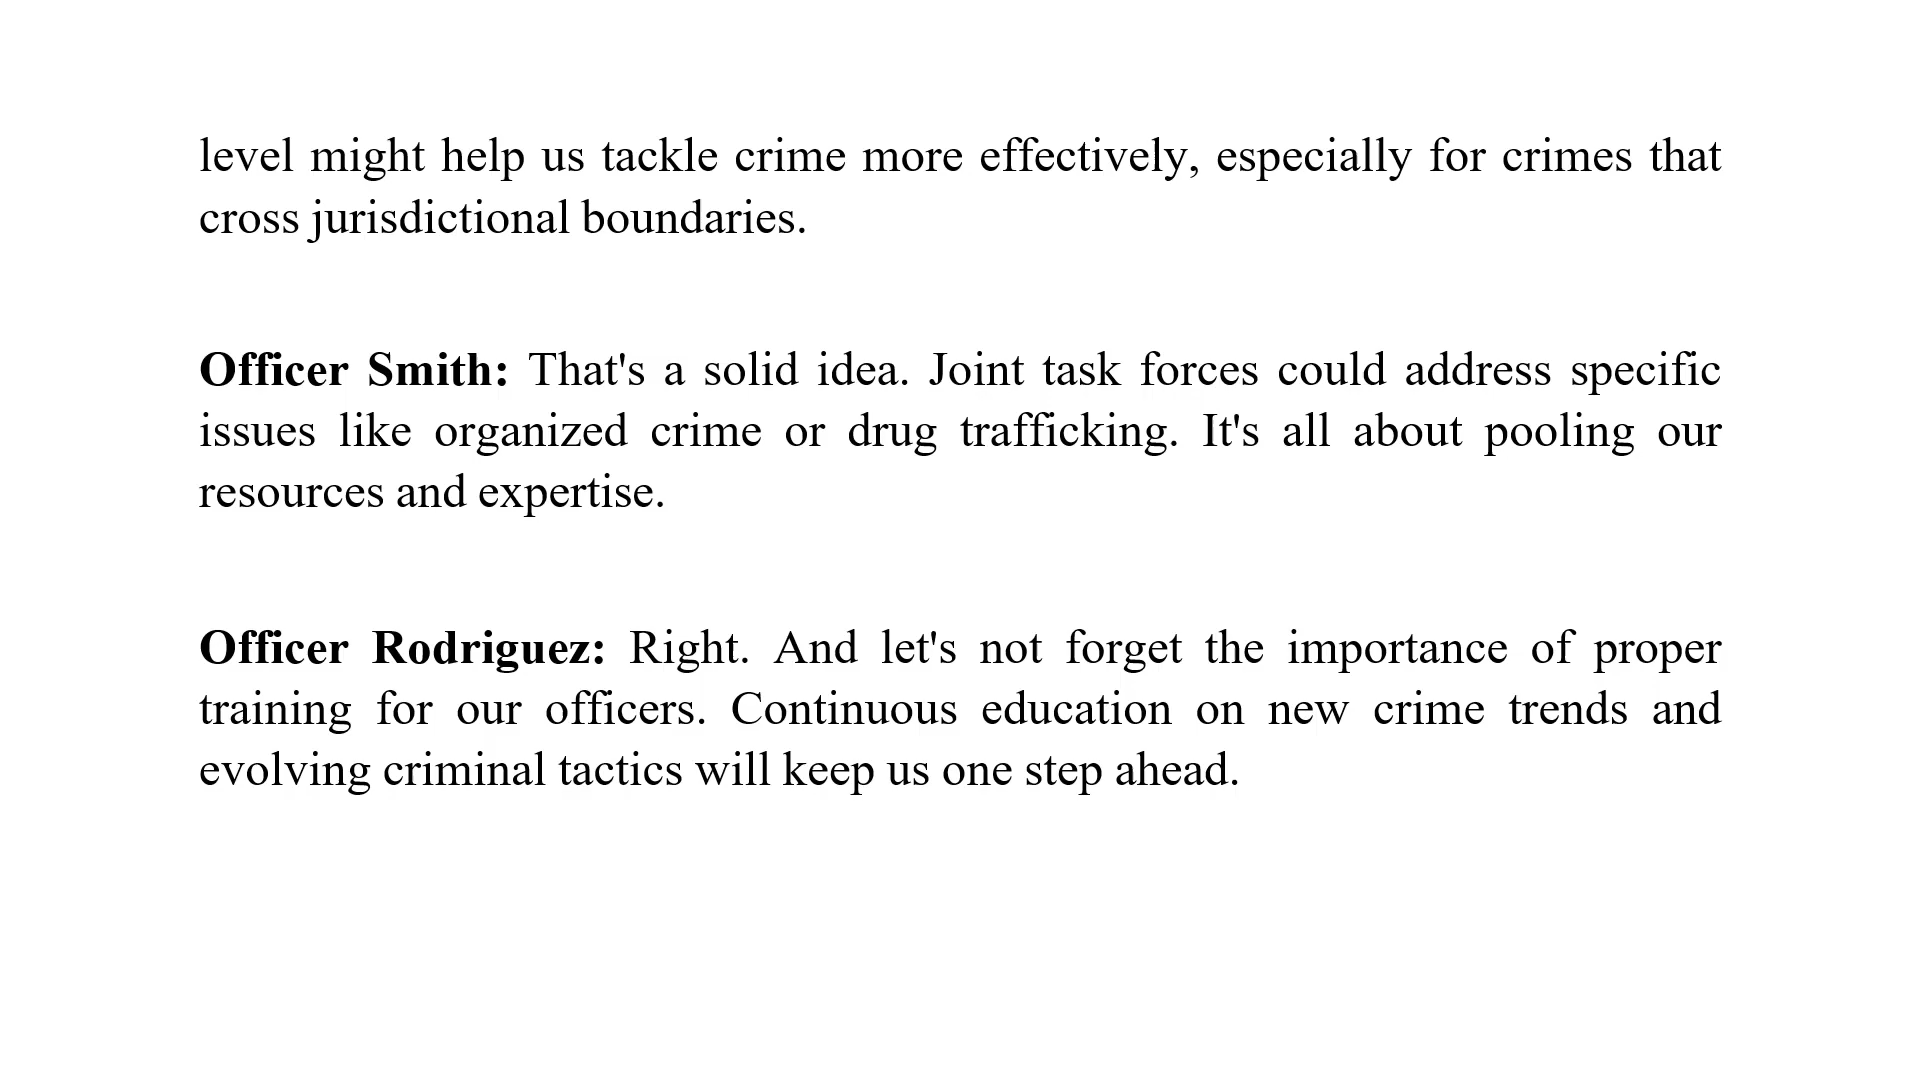 level might help us tackle crime more effectively, especially for crimes that
cross jurisdictional boundaries.
Officer Smith: That's a solid idea. Joint task forces could address specific
issues like organized crime or drug trafficking. It's all about pooling our
resources and expertise.
Officer Rodriguez: Right. And let's not forget the importance of proper
training for our officers. Continuous education on new crime trends and
evolving criminal tactics will keep us one step ahead.